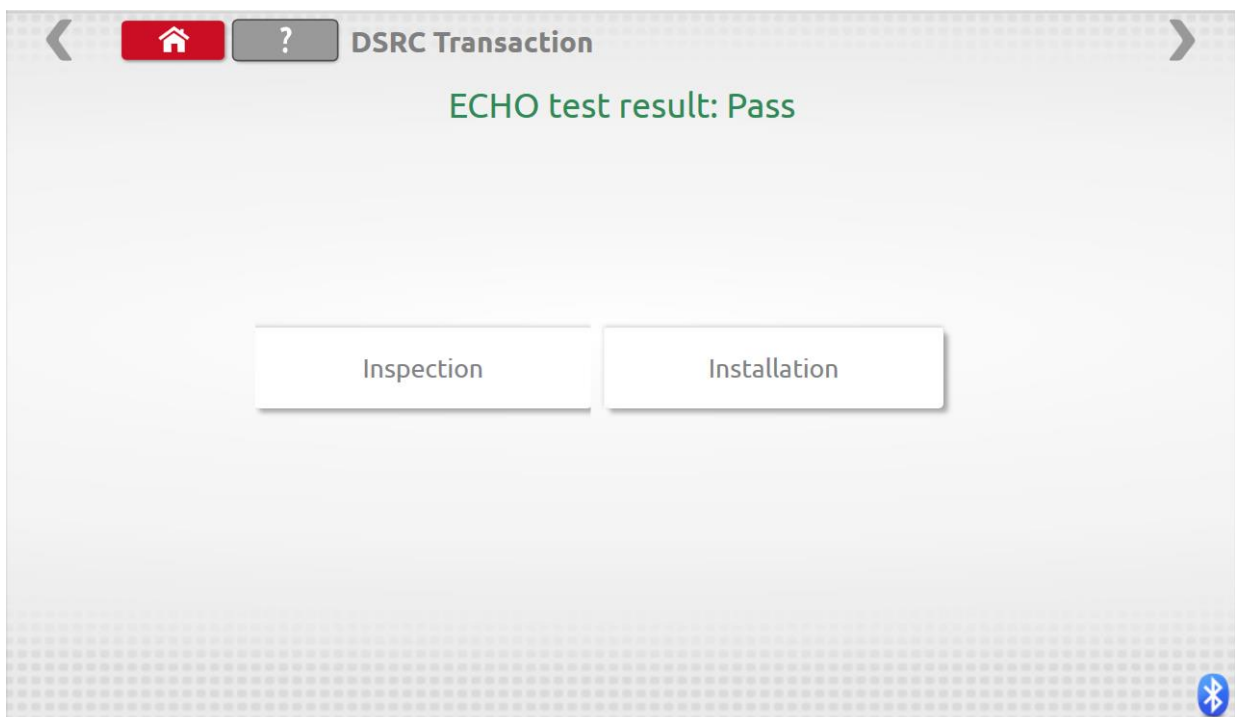 ? DSRC Transaction
ECHO test result: Pass
Inspection Installation